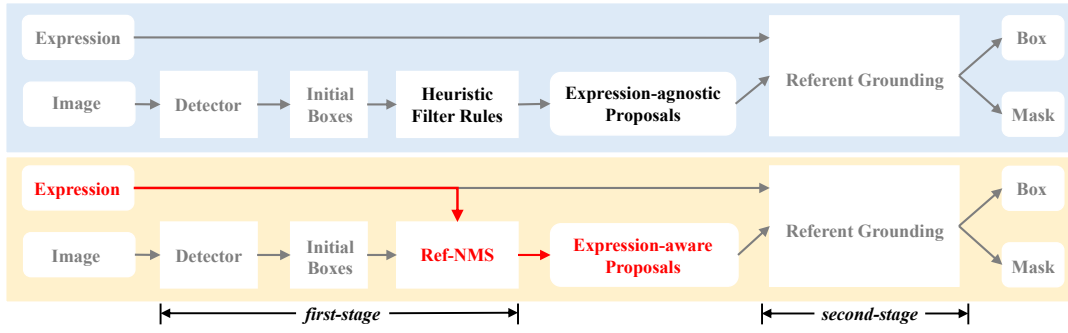 Expression
Image
Detector
Initial
Boxes
Heuristic
Filter Rules
Expression-agnostic
Proposals
Referent Grounding
Box
Mask
Expression
Image
Detector
Initial
Boxes
Ref-NMS
Expression-aware
Proposals
Referent Grounding
Box
Mask
first-stage
second-stage